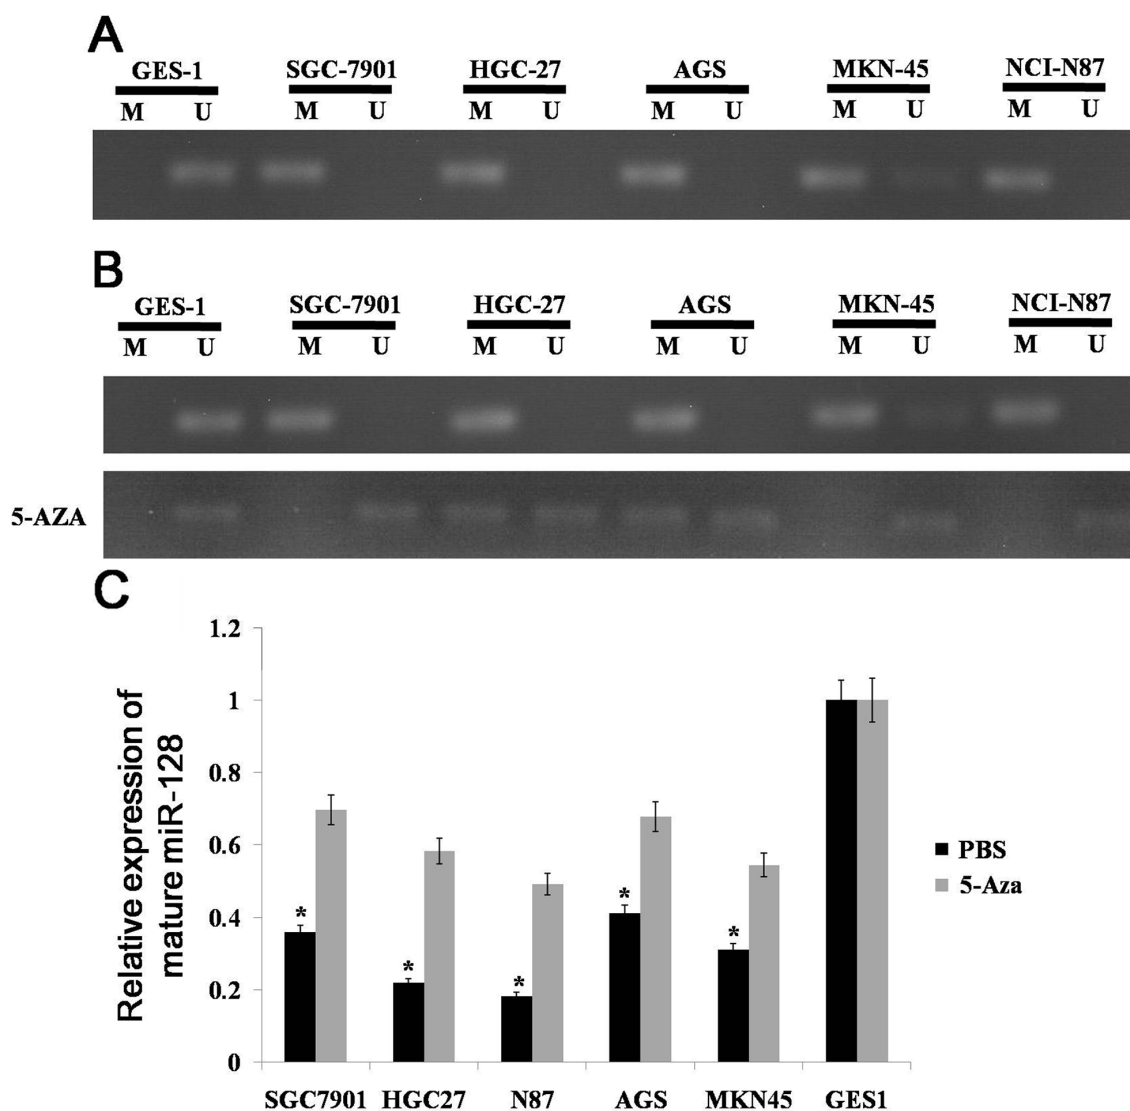 A
GES-1 SGC-7901 HGC-27 AGS MKN-45 NCI-N87
M U M U M U M U M U M U
B
GES-1 SGC-7901 HGC-27 AGS MKN-45 NCI-N87
M U M U M U M U M U M U
5-AZA
C
Relative expression of
mature miR-128
1.2
1
0.8
0.6
0.4
0.2
0
* * * * *
PBS
5-Aza
SGC7901 HGC27 N87 AGS MKN45 GES1